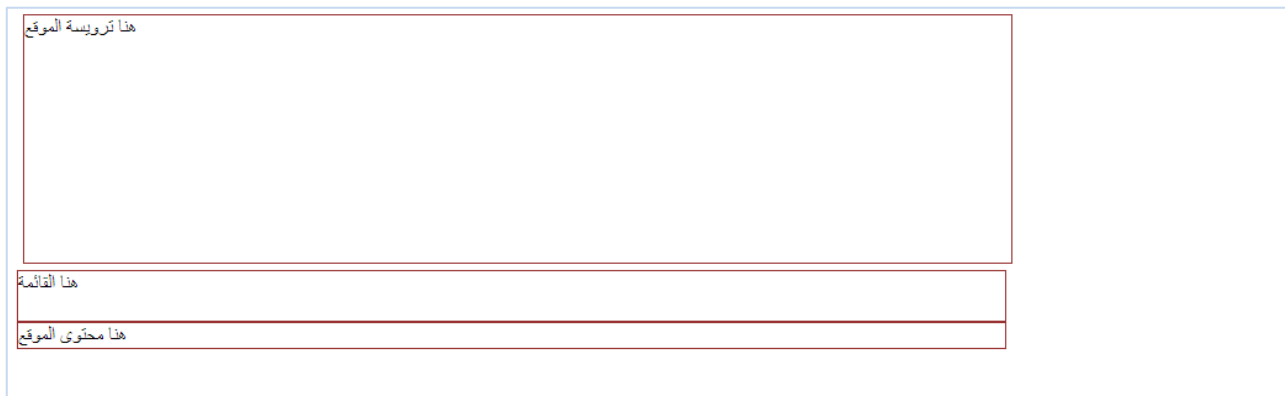 هنا ترويسة الموقع
هنا القائمة
هنا محتوى الموقع